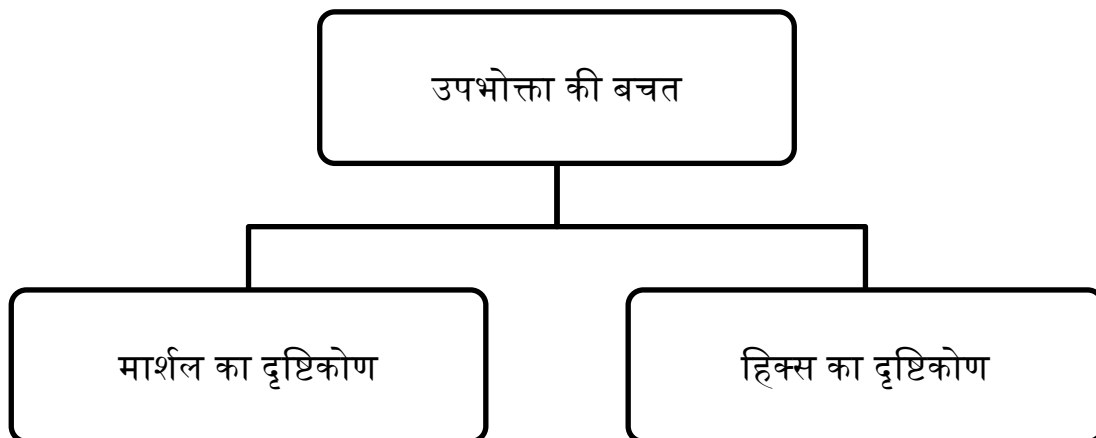 उपभोक्ता की बचत
मार्शल का दृष्टिकोण
हिक्स का दृष्टिकोण